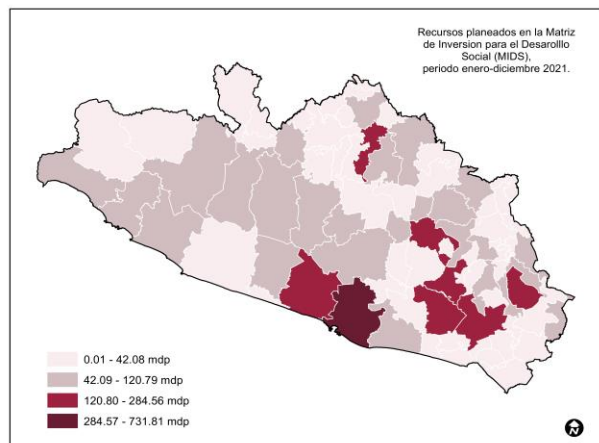 Recursos planeados en la Matriz
de Inversion para el Desarolllo
Social (MIDS),
periodo enero-diciembre 2021.
0.01 - 42.08 mdp
42.09 - 120.79 mdp
120.80 - 284.56 mdp
284.57 - 731.81 mdp
N